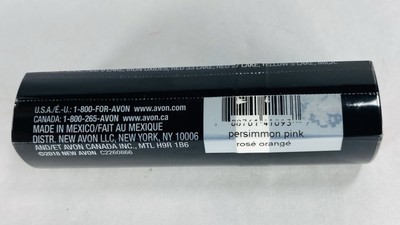 U.S.A./É.-U.: 1-800-FOR-AVON www.avon.com
CANADA: 1-800-265-AVON www.avon.ca
MADE IN MEXICO/FAIT AU MEXIQUE
DISTR. NEW AVON LLC, NEW YORK, NY 10006
AND/ET AVON CANADA INC., MTL H9R 1B6
©2018 NEW AVON C2260866
persimmon pink
rosé orangé